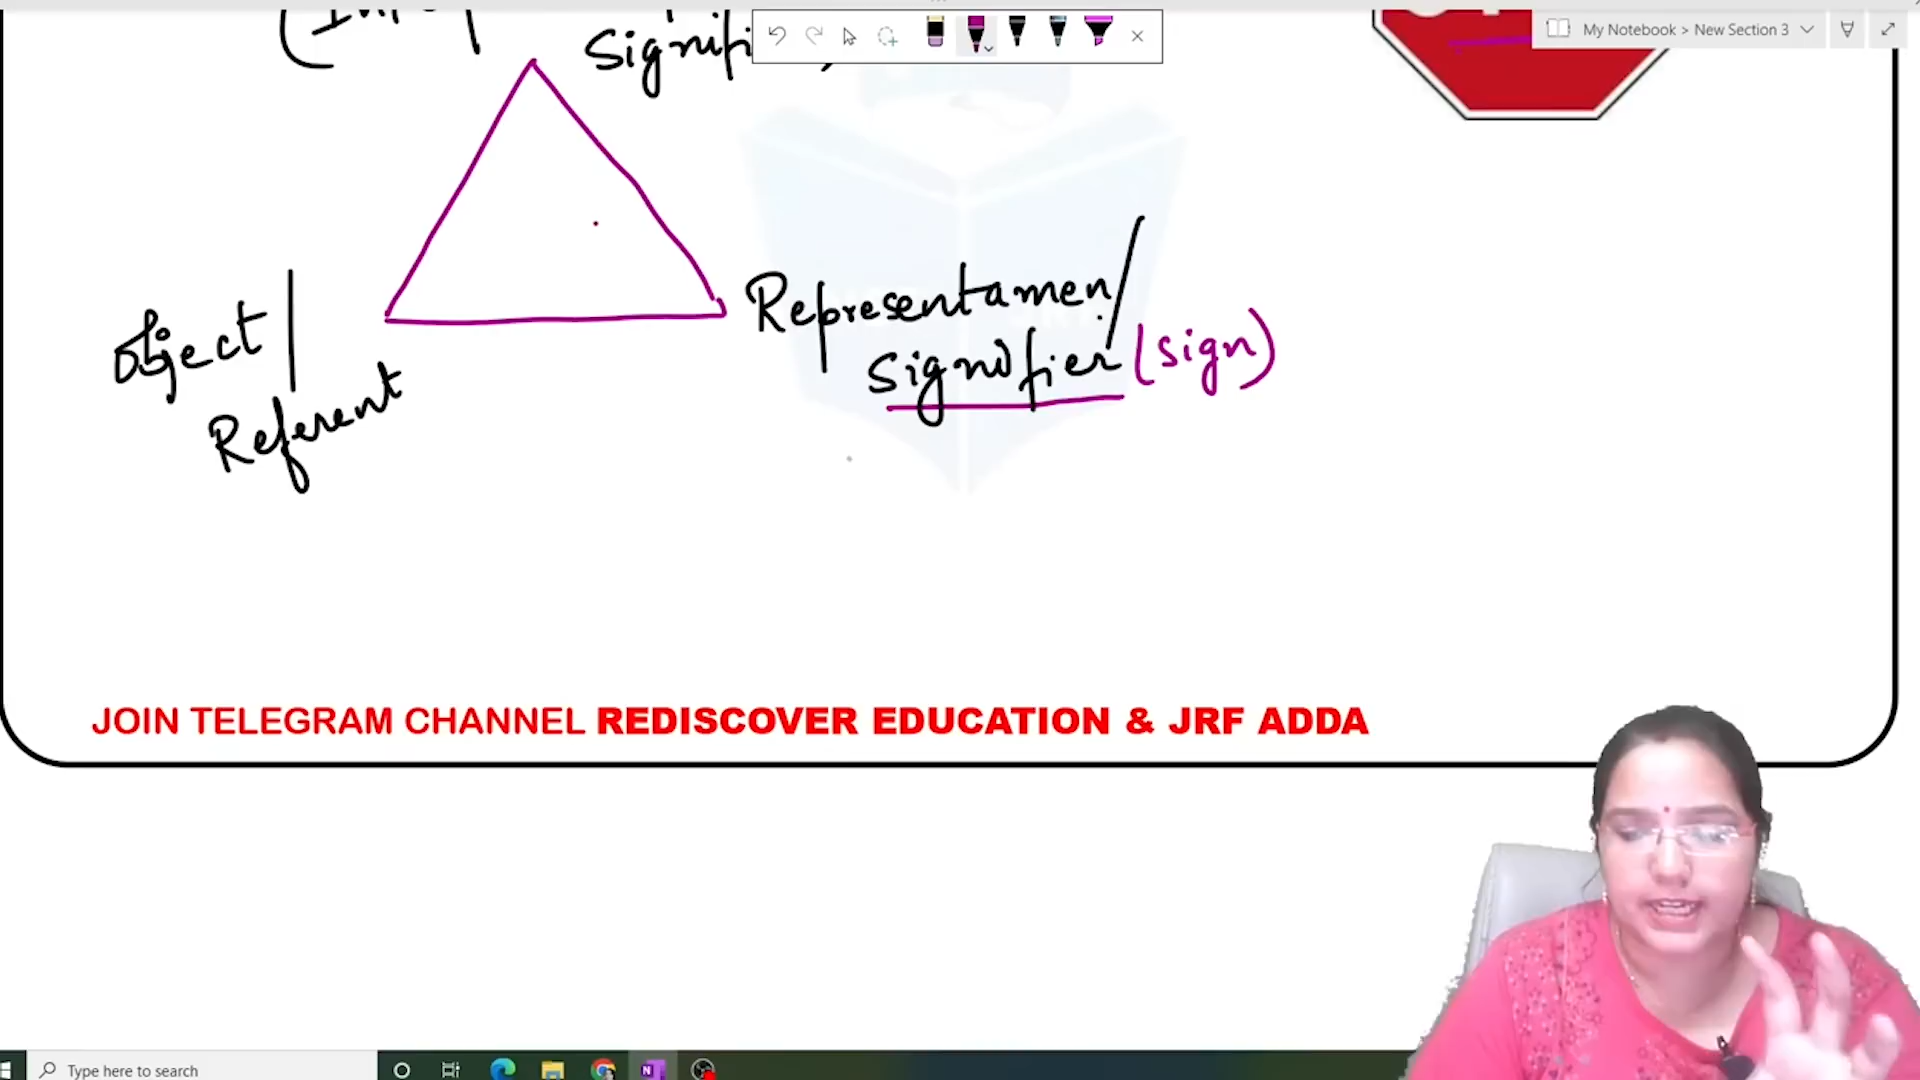 My Notebook > New Section 3
Object/
Referent
Representamen/
Signifier (sign)
JOIN TELEGRAM CHANNEL REDISCOVER EDUCATION & JRF ADDA
Type here to search